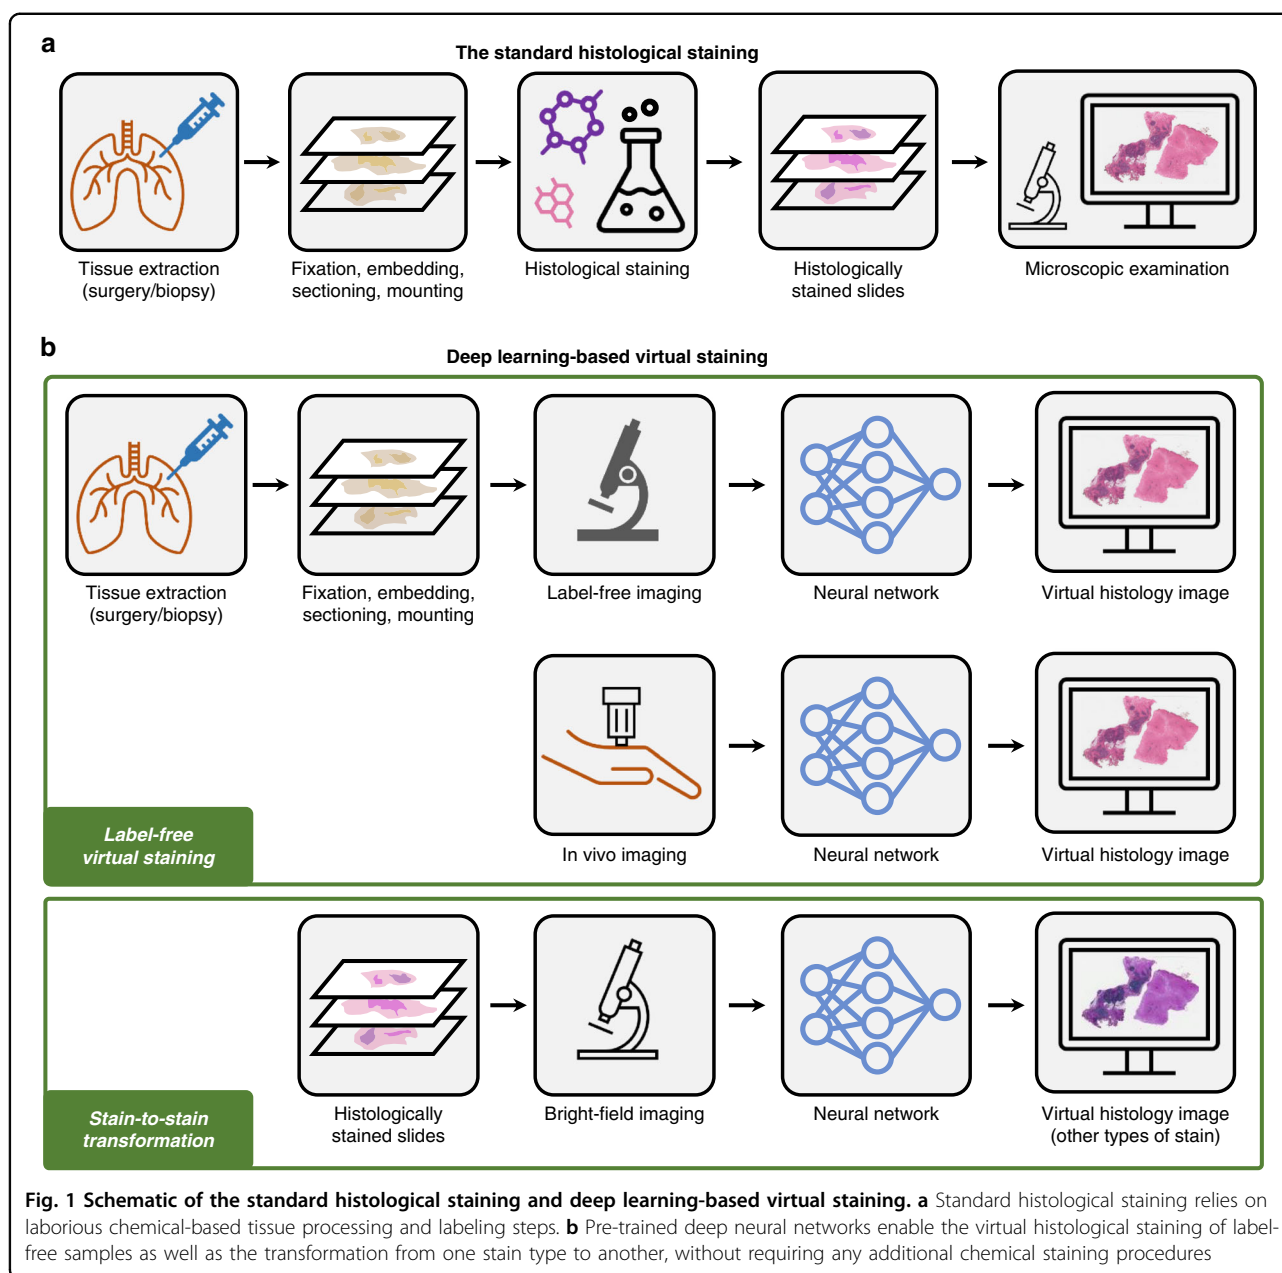 a
The standard histological staining
Tissue extraction
(surgery/biopsy)
Fixation, embedding,
sectioning, mounting
Histological staining
Histologically
stained slides
Microscopic examination
b
Deep learning-based virtual staining
Tissue extraction
(surgery/biopsy)
Fixation, embedding,
sectioning, mounting
Label-free imaging
Neural network
Virtual histology image
In vivo imaging
Neural network
Virtual histology image
Label-free
virtual staining
Histologically
stained slides
Bright-field imaging
Neural network
Virtual histology image
(other types of stain)
Stain-to-stain
transformation
Fig. 1 Schematic of the standard histological staining and deep learning-based virtual staining. a Standard histological staining relies on
laborious chemical-based tissue processing and labeling steps. b Pre-trained deep neural networks enable the virtual histological staining of label-
free samples as well as the transformation from one stain type to another, without requiring any additional chemical staining procedures